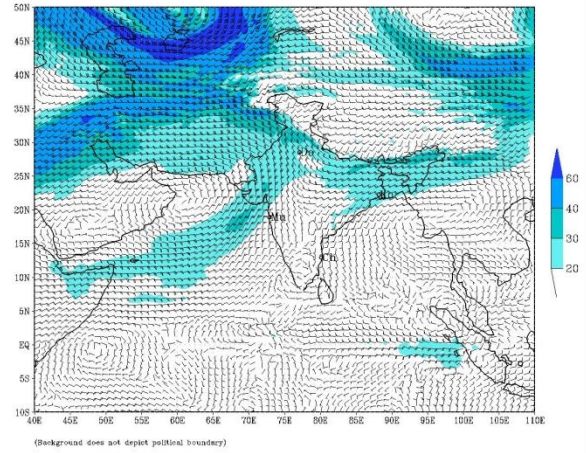 50N
45N
40N
35N
30N
25N
20N
15N
10N
5N
EQ
5S
10S
40E 45E 50E 55E 60E 65E 70E 75E 80E 85E 90E 95E 100E 105E 110E
Mu
Ch
60
40
30
20
(Background does not depict political boundary)